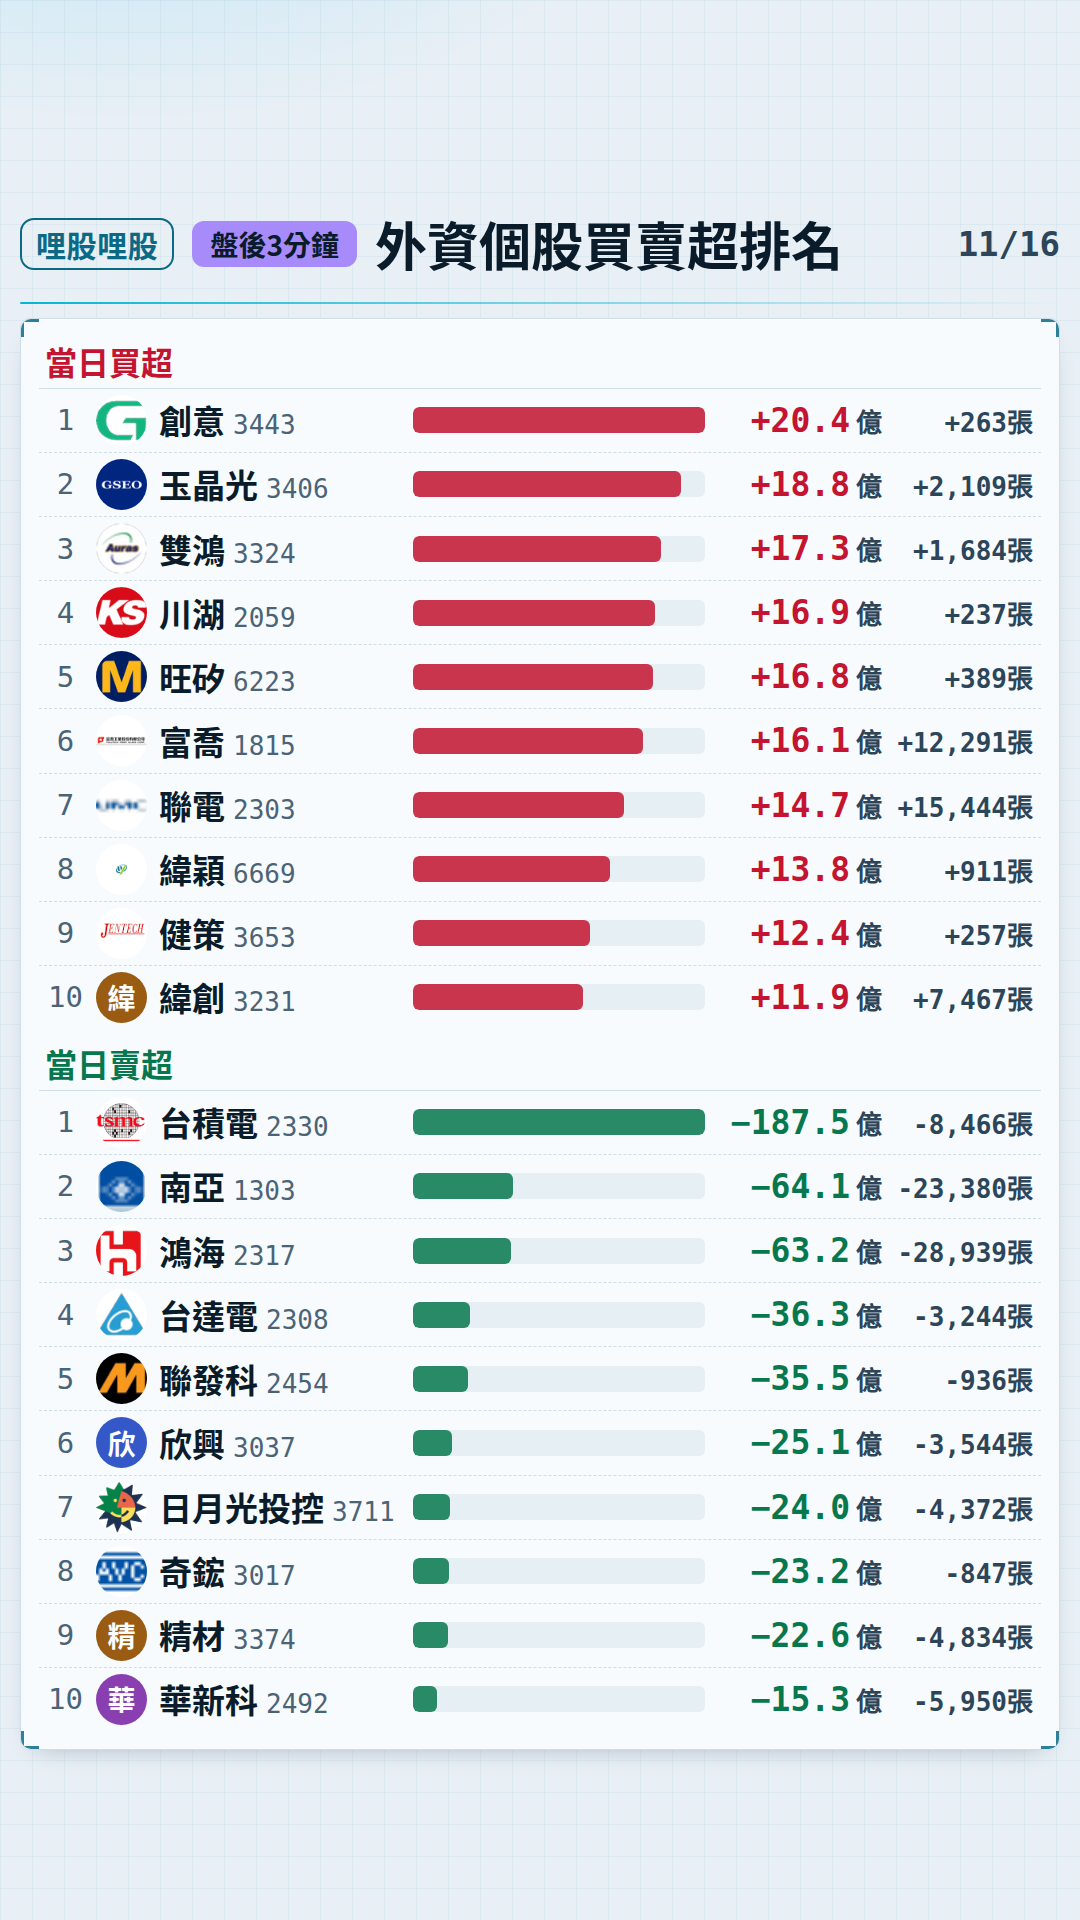 哩股哩股 盤後3分鐘 外資個股買賣超排名 11/16
當日買超
1 創意 3443 +20.4 億 +263張
2 GSEO 玉晶光 3406 +18.8 億 +2,109張
3 Auras 雙鴻 3324 +17.3 億 +1,684張
4 KS 川湖 2059 +16.9 億 +237張
5 M 旺矽 6223 +16.8 億 +389張
6 富喬 1815 +16.1 億 +12,291張
7 UMC 聯電 2303 +14.7 億 +15,444張
8 緯穎 6669 +13.8 億 +911張
9 JENTECH 健策 3653 +12.4 億 +257張
10 緯 緯創 3231 +11.9 億 +7,467張
當日賣超
1 tsmc 台積電 2330 −187.5 億 -8,466張
2 南亞 1303 −64.1 億 -23,380張
3 鴻海 2317 −63.2 億 -28,939張
4 台達電 2308 −36.3 億 -3,244張
5 聯發科 2454 −35.5 億 -936張
6 欣 欣興 3037 −25.1 億 -3,544張
7 日月光投控 3711 −24.0 億 -4,372張
8 AVC 奇鋐 3017 −23.2 億 -847張
9 精 精材 3374 −22.6 億 -4,834張
10 華 華新科 2492 −15.3 億 -5,950張